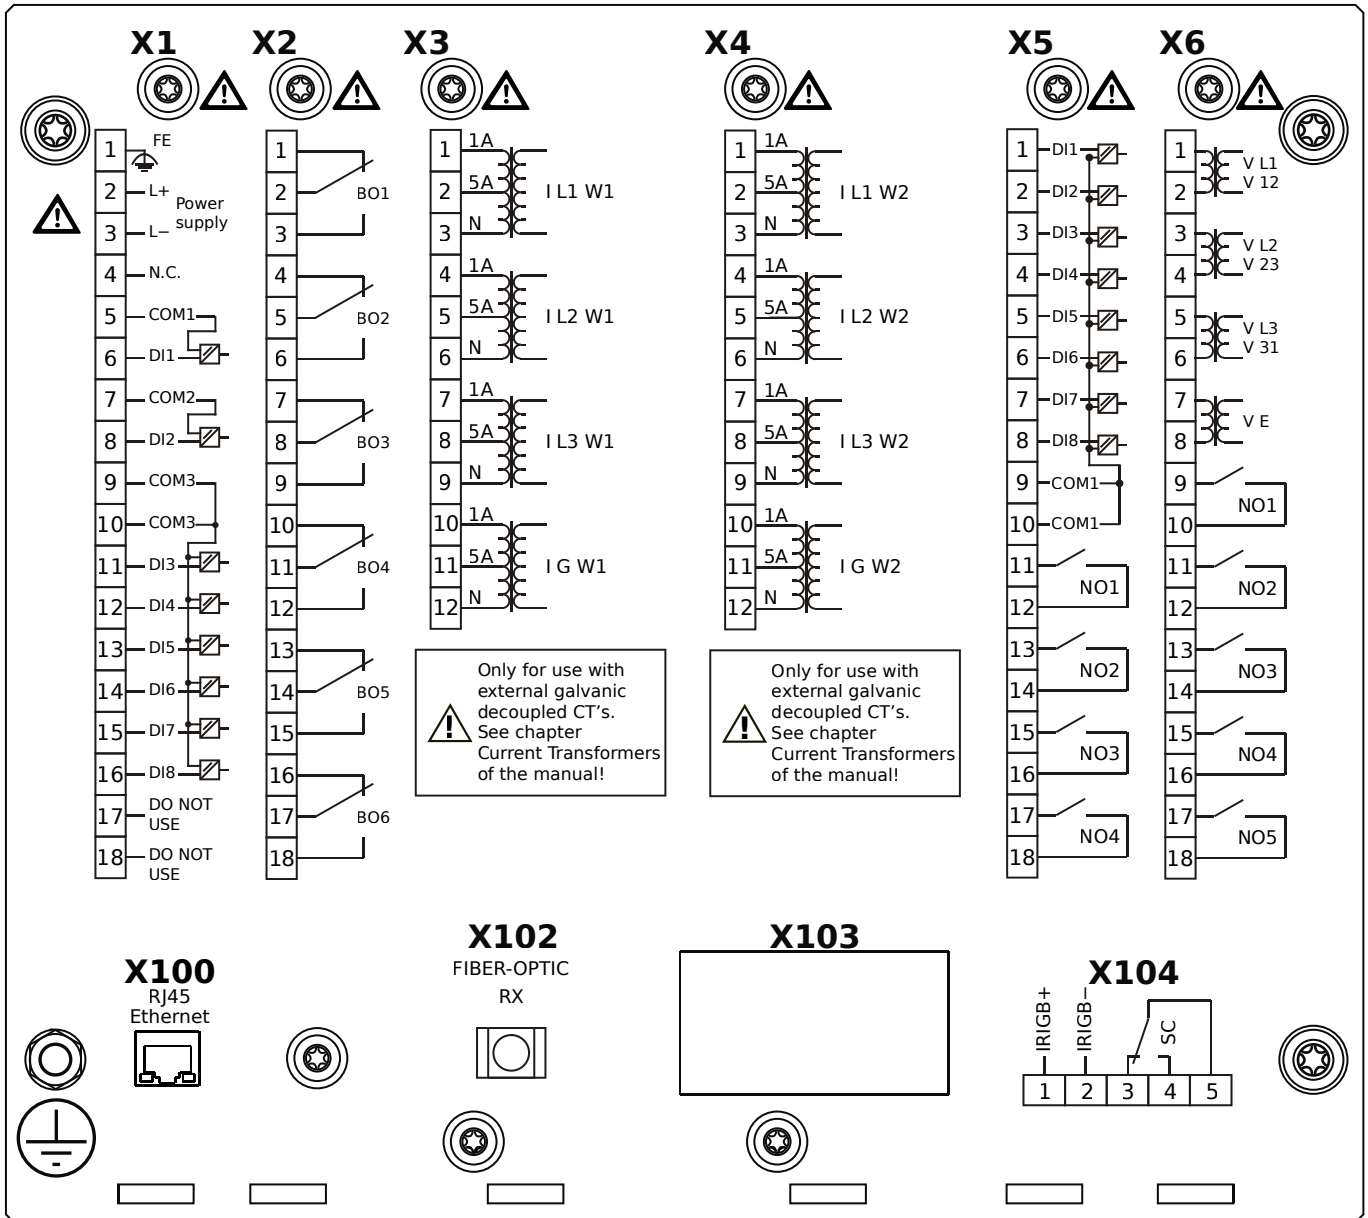 X1 X2 X3 X4 X5 X6
1 FE
2 L+
Power
supply
3 L−
4 N.C.
5 COM1
6 DI1
7 COM2
8 DI2
9 COM3
10 COM3
11 DI3
12 DI4
13 DI5
14 DI6
15 DI7
16 DI8
17 DO NOT
USE
18 DO NOT
USE
1
2 BO1
3
4
5 BO2
6
7
8 BO3
9
10
11 BO4
12
13
14 BO5
15
16
17 BO6
18
1 1A
2 5A I L1 W1
3 N
4 1A
5 5A I L2 W1
6 N
7 1A
8 5A I L3 W1
9 N
10 1A
11 5A I G W1
12 N
Only for use with
external galvanic
decoupled CT's.
See chapter
Current Transformers
of the manual!
1 1A
2 5A I L1 W2
3 N
4 1A
5 5A I L2 W2
6 N
7 1A
8 5A I L3 W2
9 N
10 1A
11 5A I G W2
12 N
Only for use with
external galvanic
decoupled CT's.
See chapter
Current Transformers
of the manual!
1 DI1
2 DI2
3 DI3
4 DI4
5 DI5
6 DI6
7 DI7
8 DI8
9 COM1
10 COM1
11
NO1
12
13
NO2
14
15
NO3
16
17
NO4
18
1 V L1
2 V 12
3 V L2
4 V 23
5 V L3
6 V 31
7
V E
8
9
NO1
10
11
NO2
12
13
NO3
14
15
NO4
16
17
NO5
18
X100
RJ45
Ethernet
X102
FIBER-OPTIC
RX
X103
X104
IRIGB+ IRIGB− SC
1 2 3 4 5